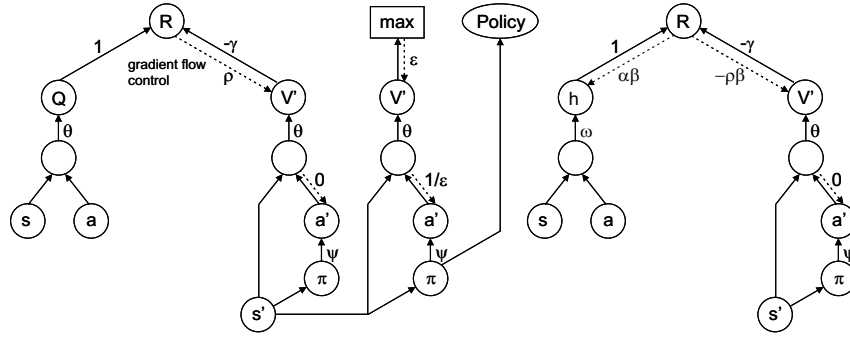 R
max
Policy
R
1
-γ
ε
1
-γ
gradient flow
control
ρ
αβ
−ρβ
Q
V'
V'
h
V'
θ
θ
θ
ω
θ
0
1/ε
0
s
a
a'
a'
s
a
a'
ψ
ψ
ψ
π
π
π
s'
s'